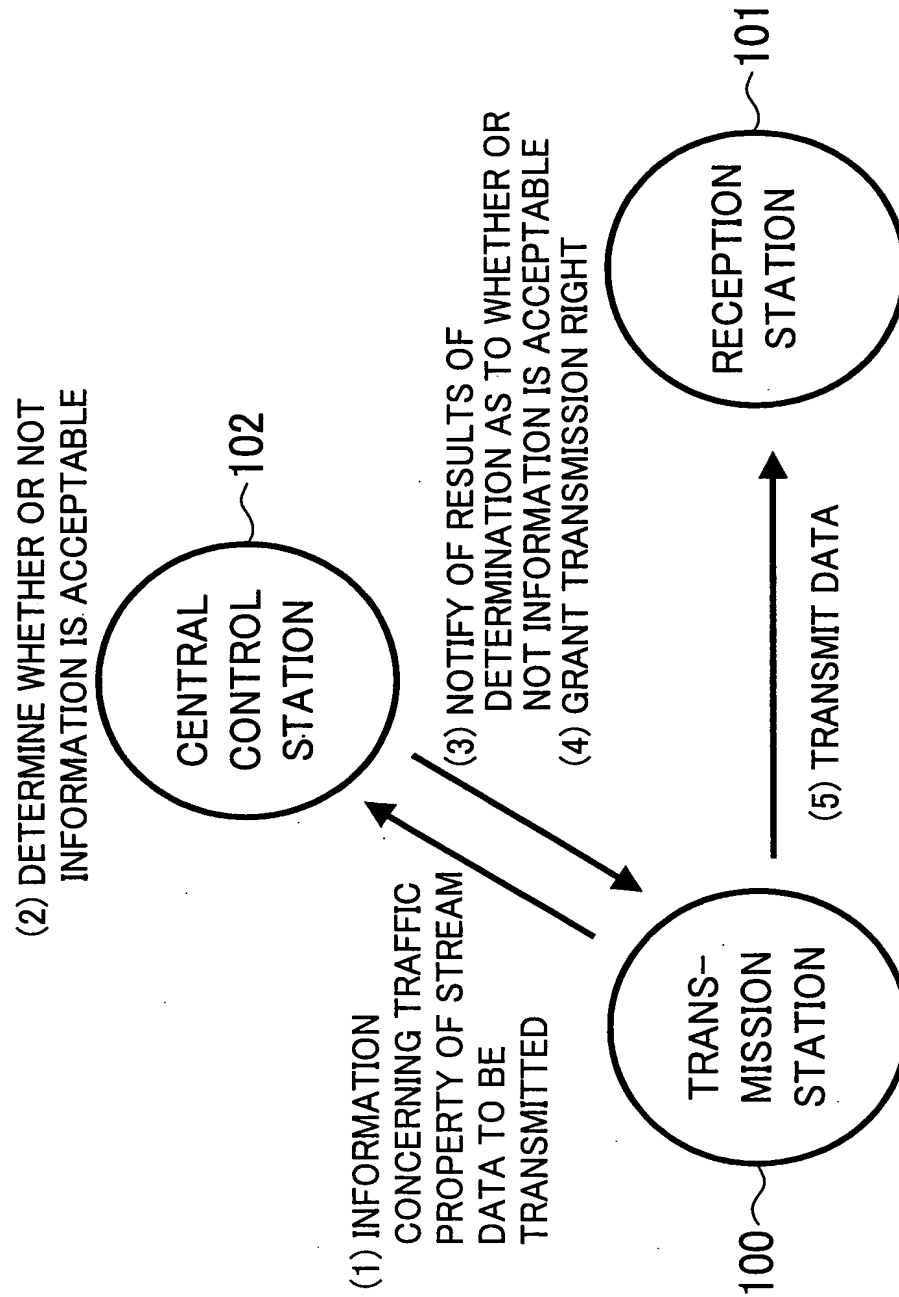 (2) DETERMINE WHETHER OR NOT
INFORMATION IS ACCEPTABLE
CENTRAL
CONTROL
STATION
102
(1) INFORMATION
CONCERNING TRAFFIC
PROPERTY OF STREAM
DATA TO BE
TRANSMITTED
(3) NOTIFY OF RESULTS OF
DETERMINATION AS TO WHETHER OR
NOT INFORMATION IS ACCEPTABLE
(4) GRANT TRANSMISSION RIGHT
TRANS-
MISSION
STATION
100
(5) TRANSMIT DATA
RECEPTION
STATION
101